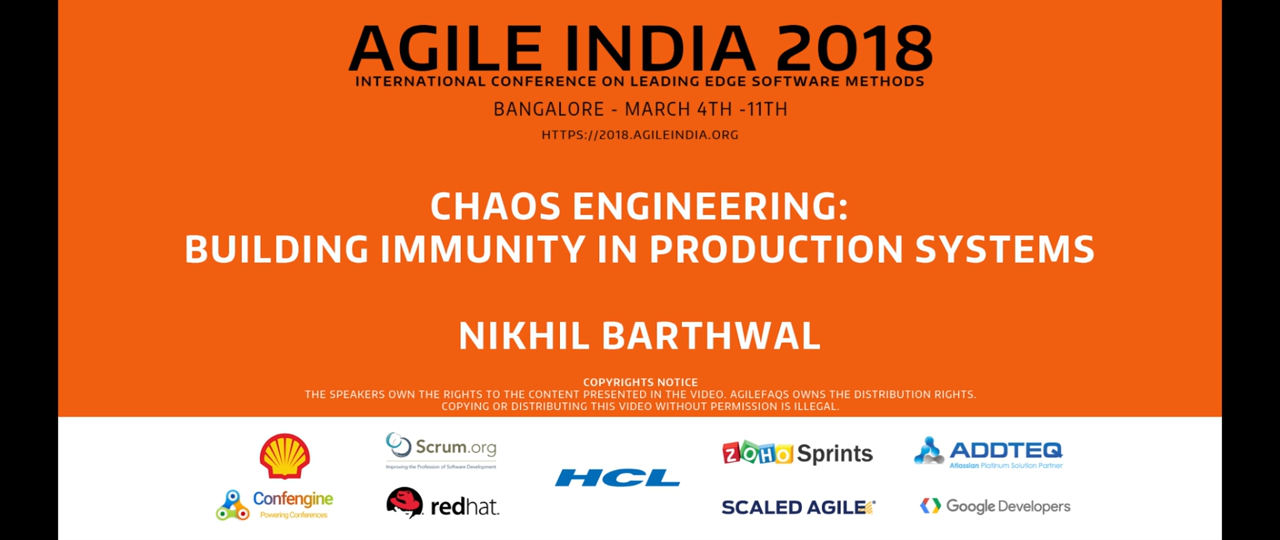 AGILE INDIA 2018
INTERNATIONAL CONFERENCE ON LEADING EDGE SOFTWARE METHODS
BANGALORE - MARCH 4TH -11TH
HTTPS://2018.AGILEINDIA.ORG
CHAOS ENGINEERING:
BUILDING IMMUNITY IN PRODUCTION SYSTEMS
NIKHIL BARTHWAL
COPYRIGHTS NOTICE
THE SPEAKERS OWN THE RIGHTS TO THE CONTENT PRESENTED IN THE VIDEO. AGILEFAQS OWNS THE DISTRIBUTION RIGHTS.
COPYING OR DISTRIBUTING THIS VIDEO WITHOUT PERMISSION IS ILLEGAL.
Scrum.org
Improving the Profession of Software Development
HCL
ZOHO Sprints
ADDTEQ
Atlassian Platinum Solution Partner
Confengine
Powering Conferences
redhat.
SCALED AGILE®
Google Developers